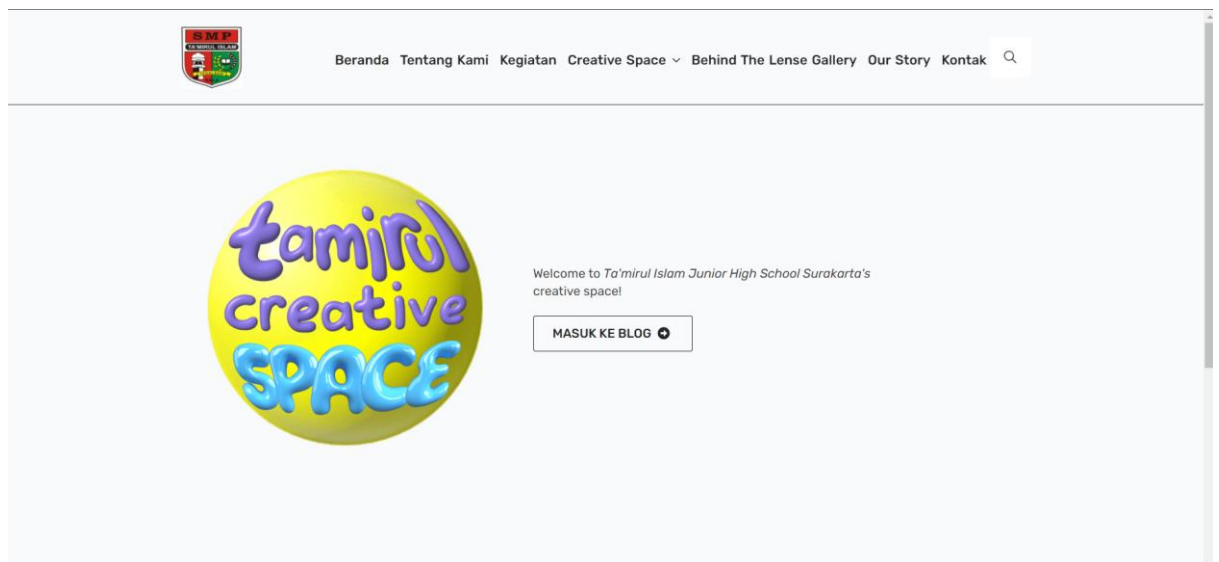 SMP
TA'MIRUL ISLAM
Beranda Tentang Kami Kegiatan Creative Space Behind The Lense Gallery Our Story Kontak
tamirul
creative
SPACE
Welcome to Ta'mirul Islam Junior High School Surakarta's
creative space!
MASUK KE BLOG